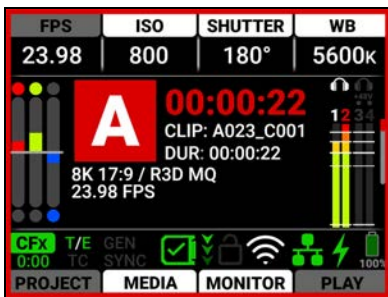 FPS ISO SHUTTER WB
23.98 800 180° 5600K
A
00:00:22
CLIP: A023_C001
DUR: 00:00:22
8K 17:9 / R3D MQ
23.98 FPS
+48V
1 2 3 4
CFX T/E GEN
0:00 TC SYNC
100%
PROJECT MEDIA MONITOR PLAY